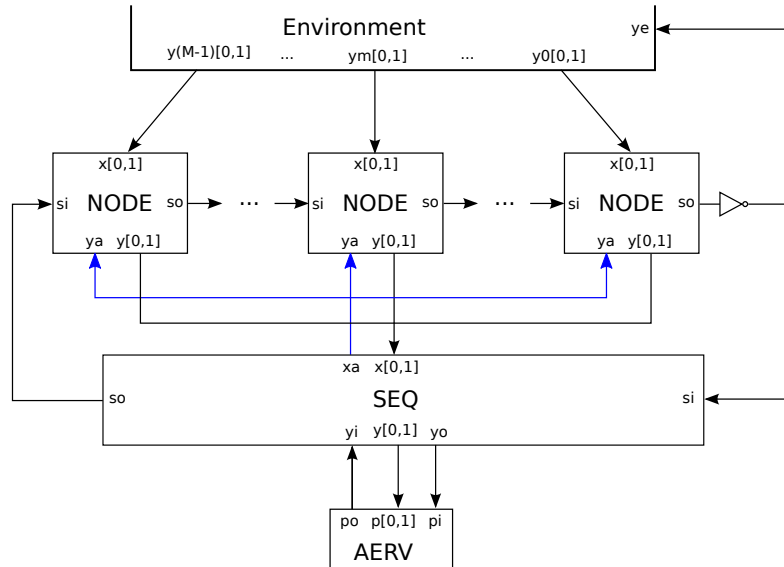 Environment
ye
y(M-1)[0,1] ... ym[0,1] ... y0[0,1]
x[0,1] x[0,1] x[0,1]
si NODE so ... si NODE so ... si NODE so
ya y[0,1] ya y[0,1] ya y[0,1]
xa x[0,1]
so SEQ si
yi y[0,1] yo
po p[0,1] pi
AERV